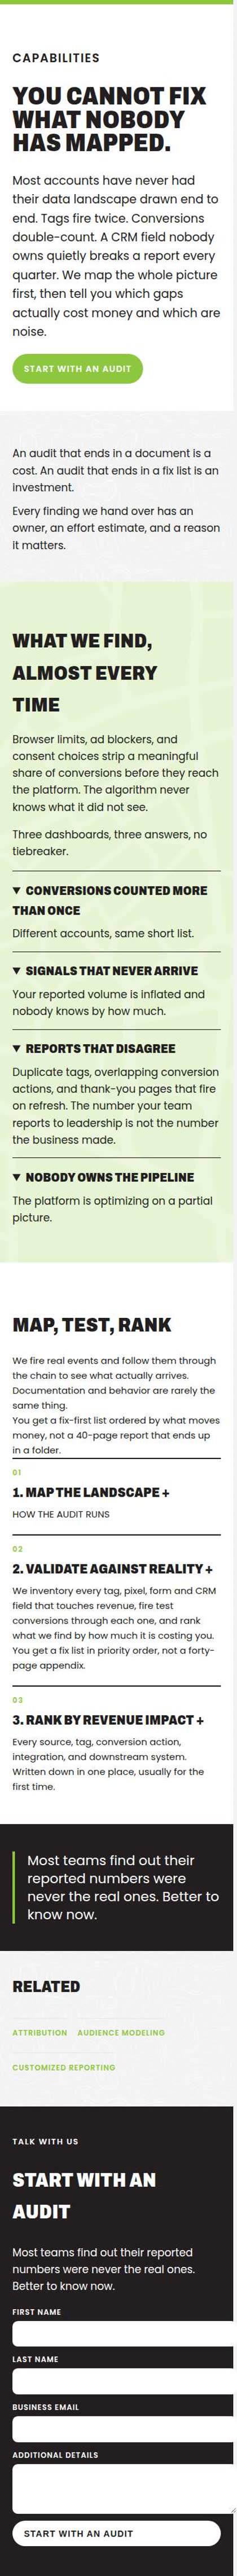 CAPABILITIES
YOU CANNOT FIX
WHAT NOBODY
HAS MAPPED.
Most accounts have never had
their data landscape drawn end to
end. Tags fire twice. Conversions
double-count. A CRM field nobody
owns quietly breaks a report every
quarter. We map the whole picture
first, then tell you which gaps
actually cost money and which are
noise.
START WITH AN AUDIT
An audit that ends in a document is a
cost. An audit that ends in a fix list is an
investment.
Every finding we hand over has an
owner, an effort estimate, and a reason
it matters.
WHAT WE FIND,
ALMOST EVERY
TIME
Browser limits, ad blockers, and
consent choices strip a meaningful
share of conversions before they reach
the platform. The algorithm never
knows what it did not see.
Three dashboards, three answers, no
tiebreaker.
▼ CONVERSIONS COUNTED MORE
THAN ONCE
Different accounts, same short list.
▼ SIGNALS THAT NEVER ARRIVE
Your reported volume is inflated and
nobody knows by how much.
▼ REPORTS THAT DISAGREE
Duplicate tags, overlapping conversion
actions, and thank-you pages that fire
on refresh. The number your team
reports to leadership is not the number
the business made.
▼ NOBODY OWNS THE PIPELINE
The platform is optimizing on a partial
picture.
MAP, TEST, RANK
We fire real events and follow them through
the chain to see what actually arrives.
Documentation and behavior are rarely the
same thing.
You get a fix-first list ordered by what moves
money, not a 40-page report that ends up
in a folder.
01
1. MAP THE LANDSCAPE +
HOW THE AUDIT RUNS
02
2. VALIDATE AGAINST REALITY +
We inventory every tag, pixel, form and CRM
field that touches revenue, fire test
conversions through each one, and rank
what we find by how much it is costing you.
You get a fix list in priority order, not a forty-
page appendix.
03
3. RANK BY REVENUE IMPACT +
Every source, tag, conversion action,
integration, and downstream system.
Written down in one place, usually for the
first time.
Most teams find out their
reported numbers were
never the real ones. Better to
know now.
RELATED
ATTRIBUTION AUDIENCE MODELING
CUSTOMIZED REPORTING
TALK WITH US
START WITH AN
AUDIT
Most teams find out their reported
numbers were never the real ones.
Better to know now.
FIRST NAME
LAST NAME
BUSINESS EMAIL
ADDITIONAL DETAILS
START WITH AN AUDIT